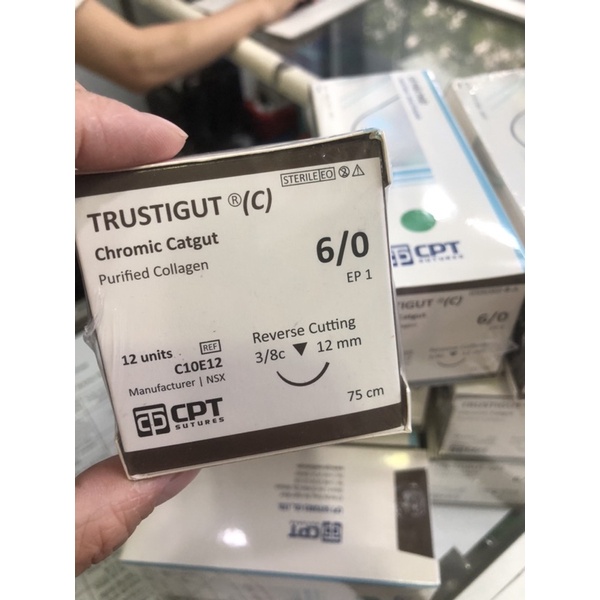 STERILE EO
TRUSTIGUT ®(C)
Chromic Catgut
Purified Collagen
6/0
EP 1
12 units
REF
C10E12
Manufacturer | NSX
Reverse Cutting
3/8c
12 mm
75 cm
CPT
SUTURES
CPT
SUTURES
TRUSTIGUT ®(C)
Catgut
6/0
TRUSTIGUT
CPT